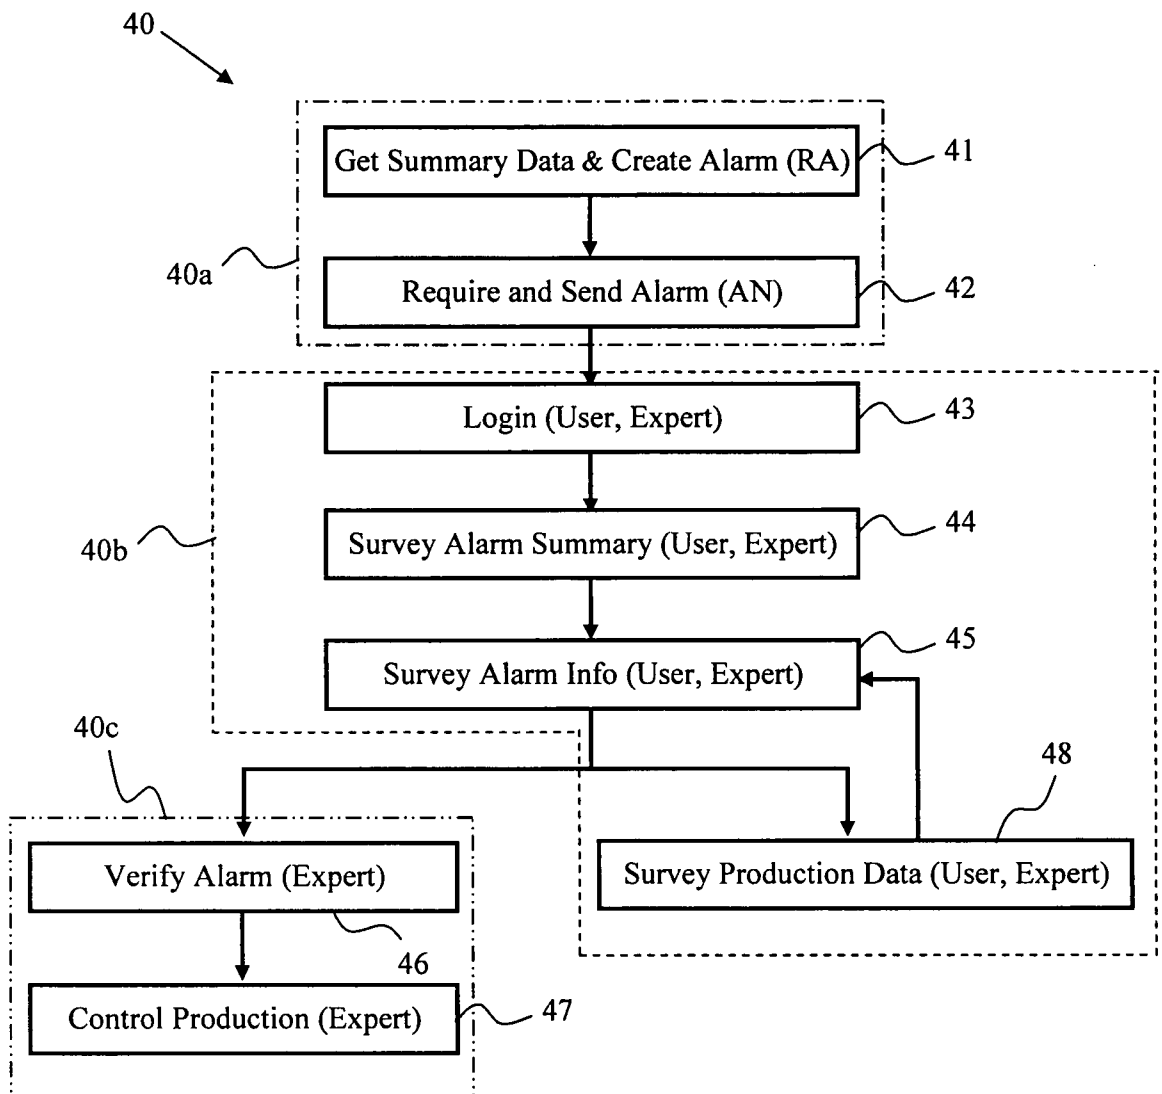 40
Get Summary Data & Create Alarm (RA)
41
40a
Require and Send Alarm (AN)
42
Login (User, Expert)
43
40b
Survey Alarm Summary (User, Expert)
44
Survey Alarm Info (User, Expert)
45
40c
48
Verify Alarm (Expert)
Survey Production Data (User, Expert)
46
Control Production (Expert)
47